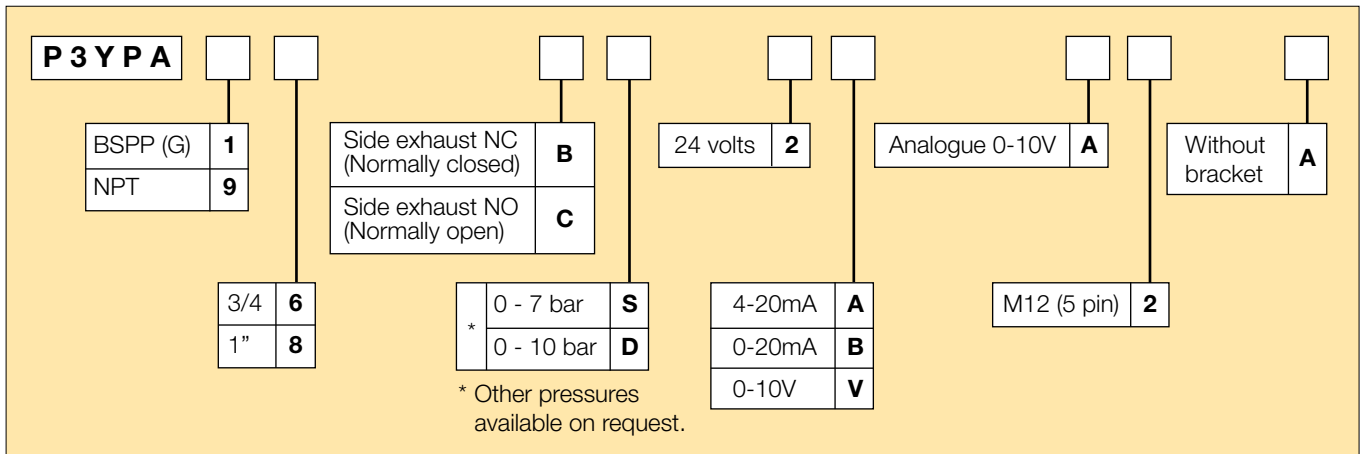 P3YPA
BSPP (G) 1
NPT 9
3/4 6
1” 8
Side exhaust NC
(Normally closed) B
Side exhaust NO
(Normally open) C
* 0 - 7 bar S
0 - 10 bar D
* Other pressures
available on request.
24 volts 2
4-20mA A
0-20mA B
0-10V V
Analogue 0-10V A
M12 (5 pin) 2
Without
bracket A